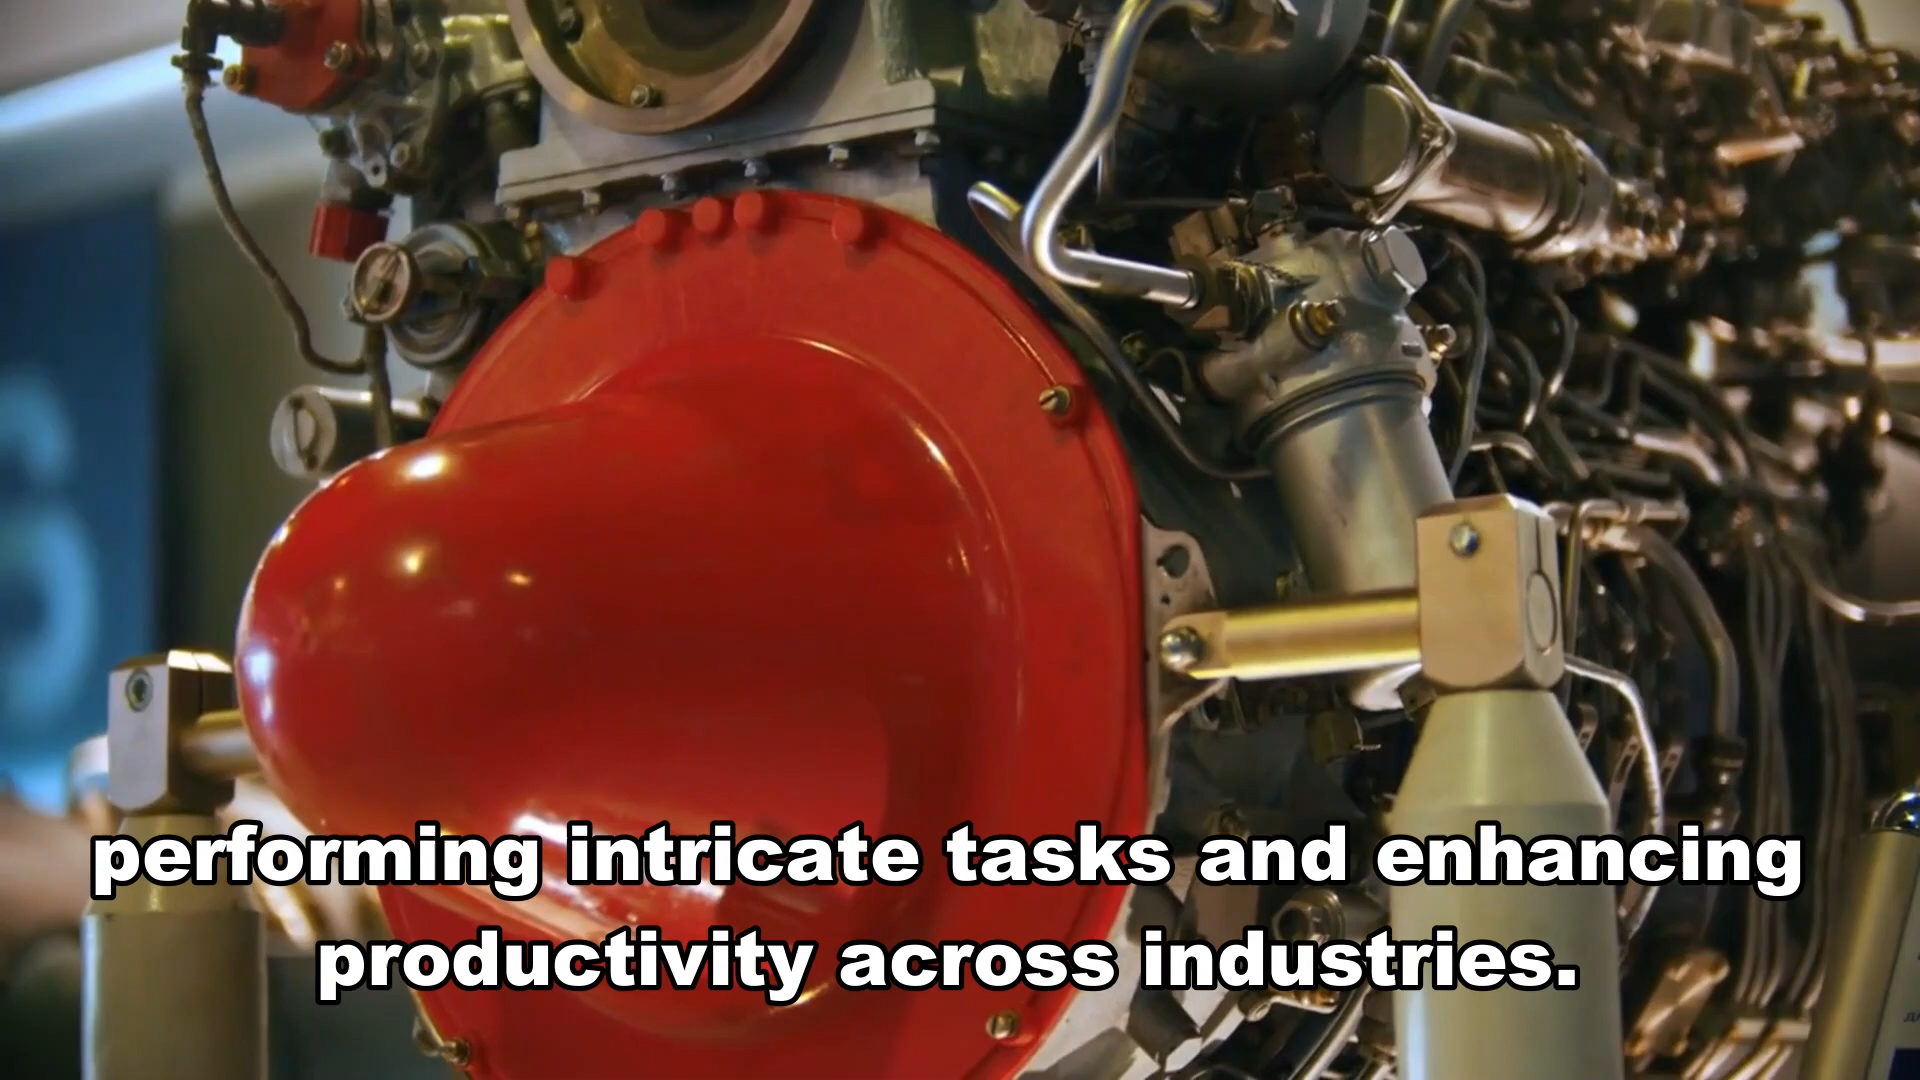 performing intricate tasks and enhancing
productivity across industries.